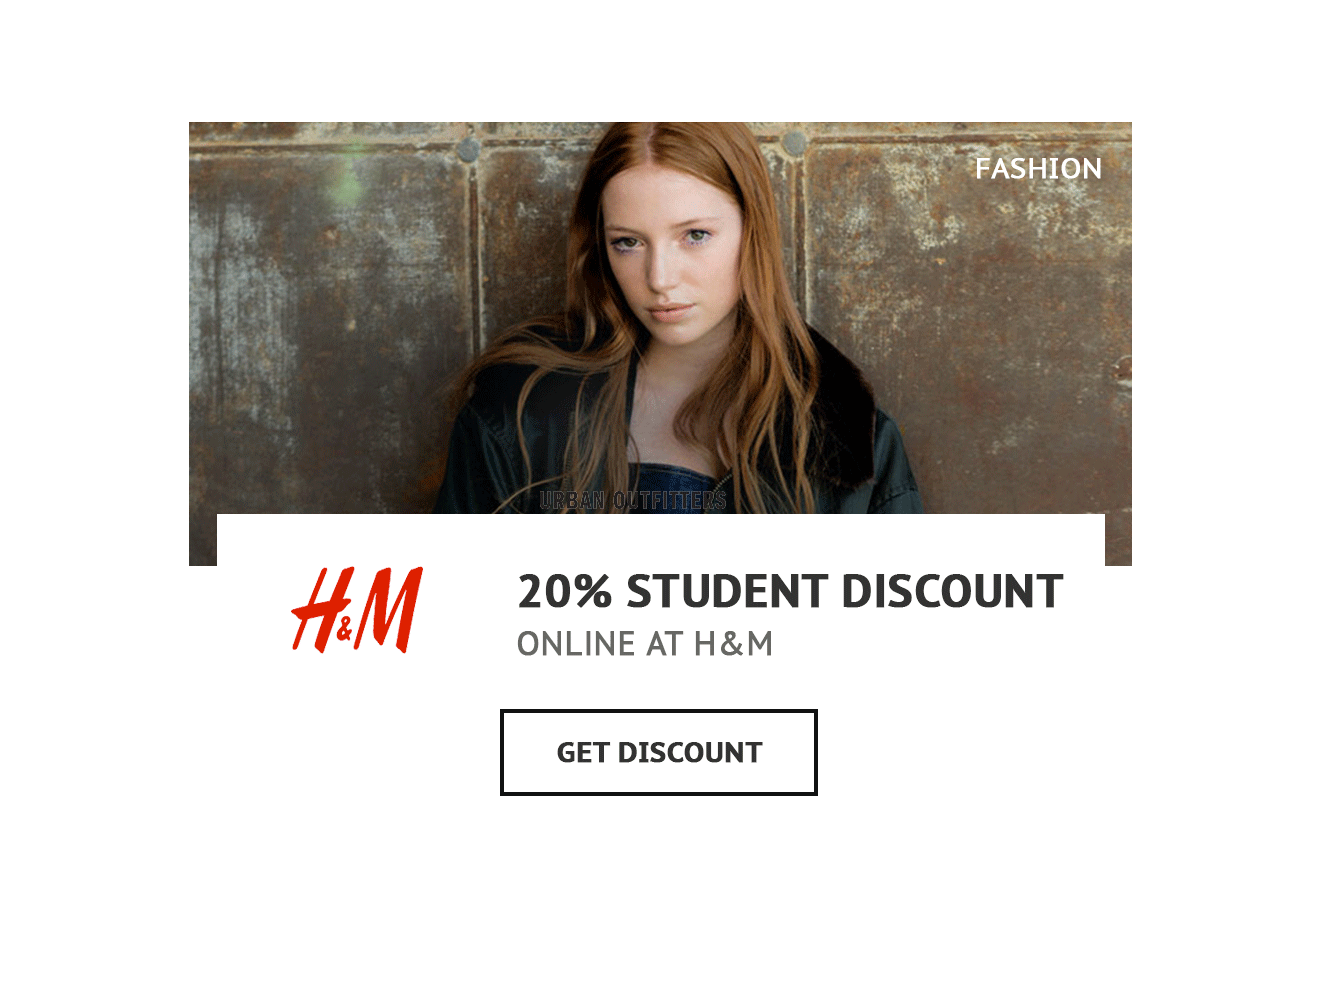 FASHION
URBAN OUTFITTERS
H&M
20% STUDENT DISCOUNT
ONLINE AT H&M
GET DISCOUNT